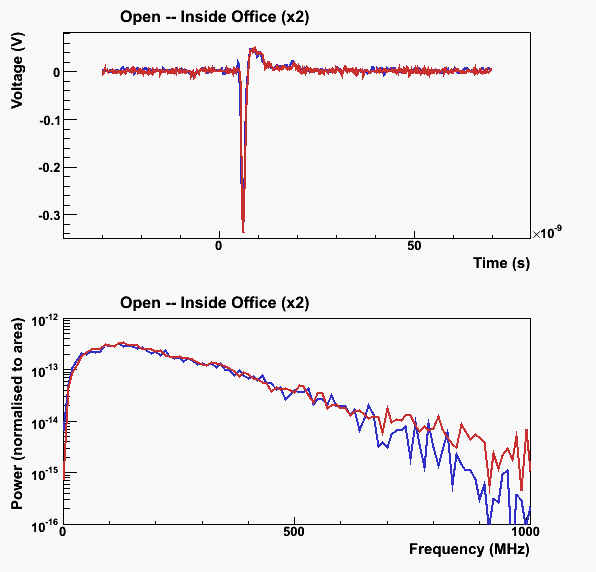 Open -- Inside Office (x2)
Voltage (V)
0
-0.1
-0.2
-0.3
0
50
×10⁻⁹
Time (s)
Open -- Inside Office (x2)
Power (normalised to area)
10⁻¹²
10⁻¹³
10⁻¹⁴
10⁻¹⁵
10⁻¹⁶
0
500
1000
Frequency (MHz)